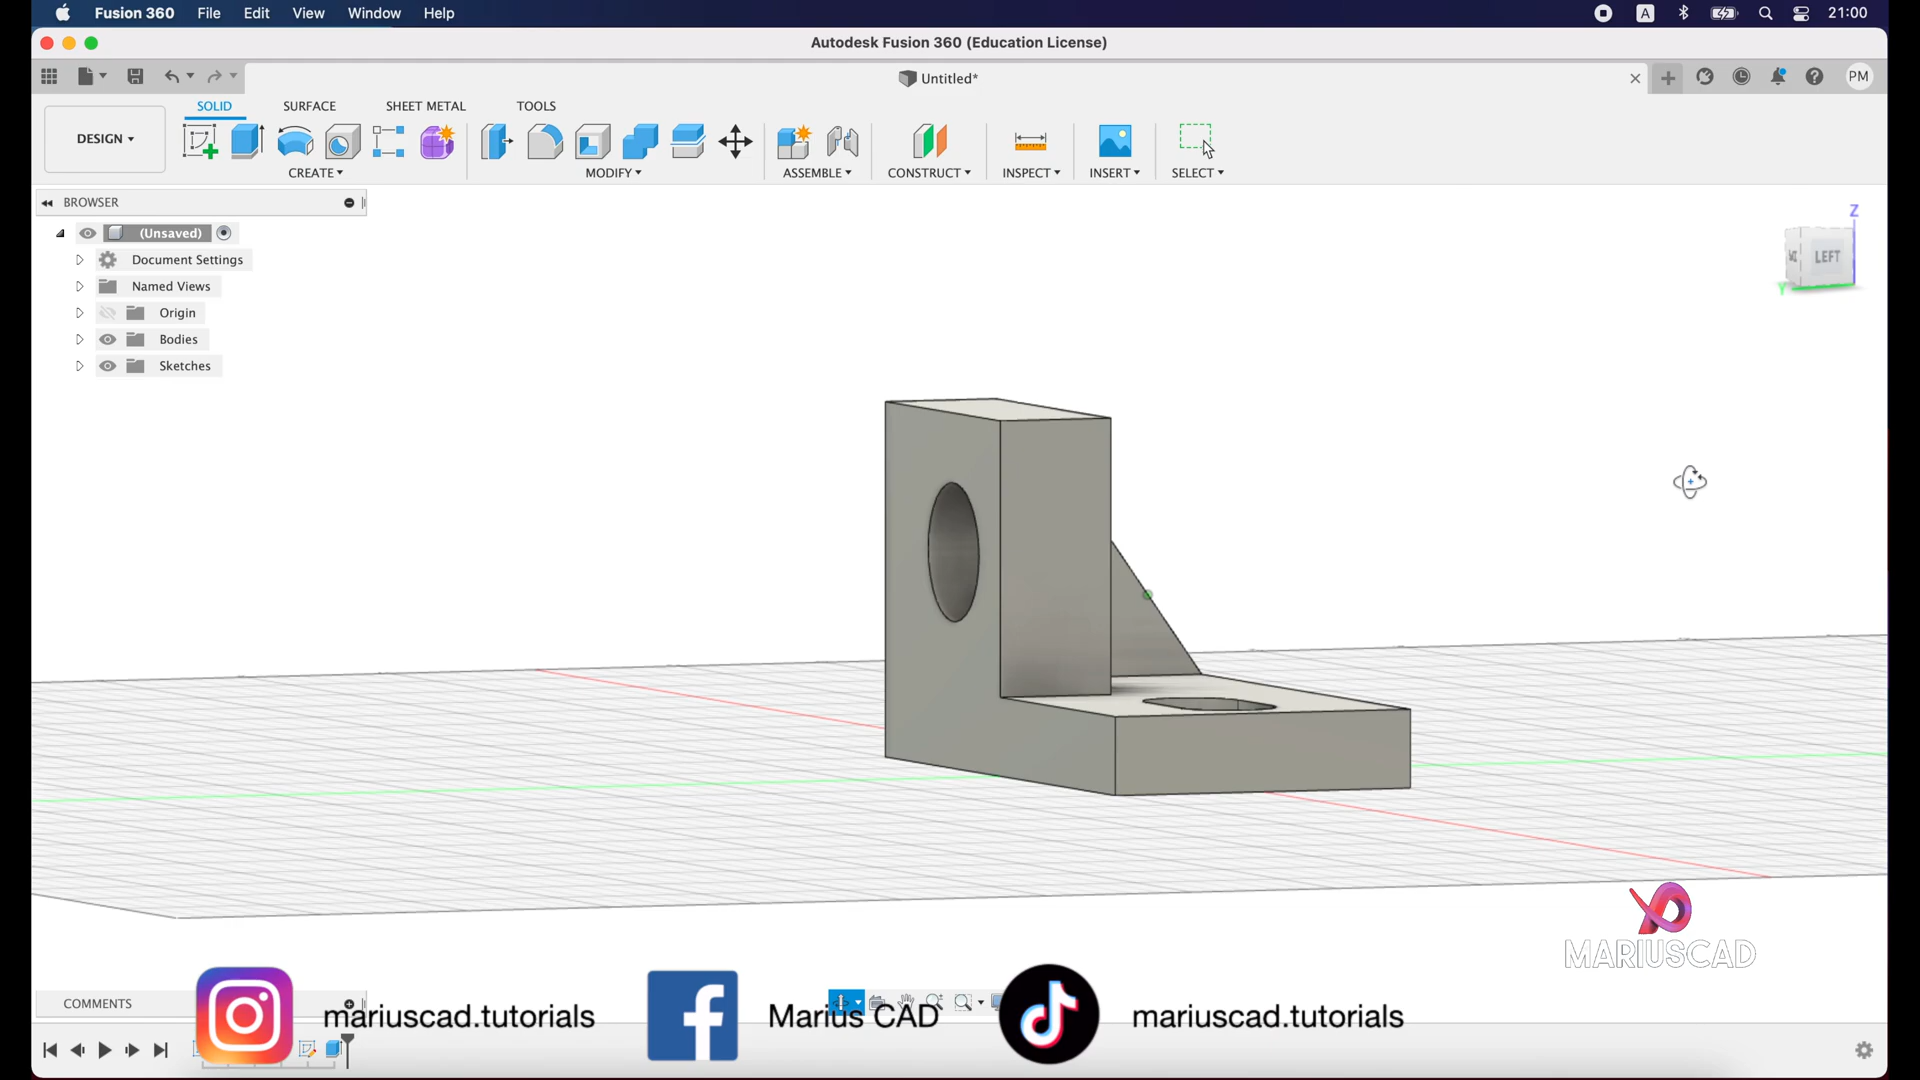 Fusion 360 File Edit View Window Help A 21:00
Autodesk Fusion 360 (Education License)
Untitled* PM
DESIGN SOLID SURFACE SHEET METAL TOOLS
CREATE MODIFY ASSEMBLE CONSTRUCT INSPECT INSERT SELECT
BROWSER
(Unsaved)
Document Settings
Named Views
Origin
Bodies
Sketches
Z
LEFT
Y
MARIUSCAD
COMMENTS
mariuscad.tutorials Marius CAD mariuscad.tutorials